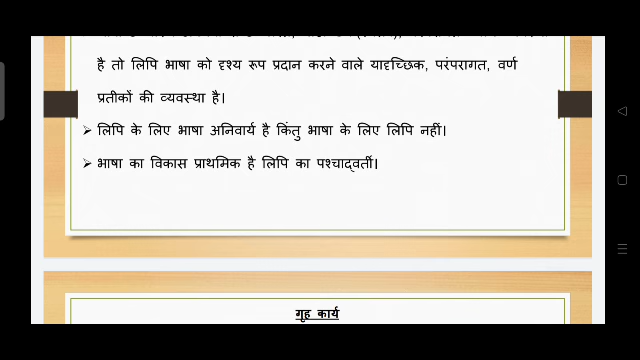 है तो लिपि भाषा को दृश्य रूप प्रदान करने वाले यादृच्छिक, परंपरागत, वर्ण
प्रतीकों की व्यवस्था है।
➢ लिपि के लिए भाषा अनिवार्य है किंतु भाषा के लिए लिपि नहीं।
➢ भाषा का विकास प्राथमिक है लिपि का पश्चाद्वर्ती।
गृह कार्य